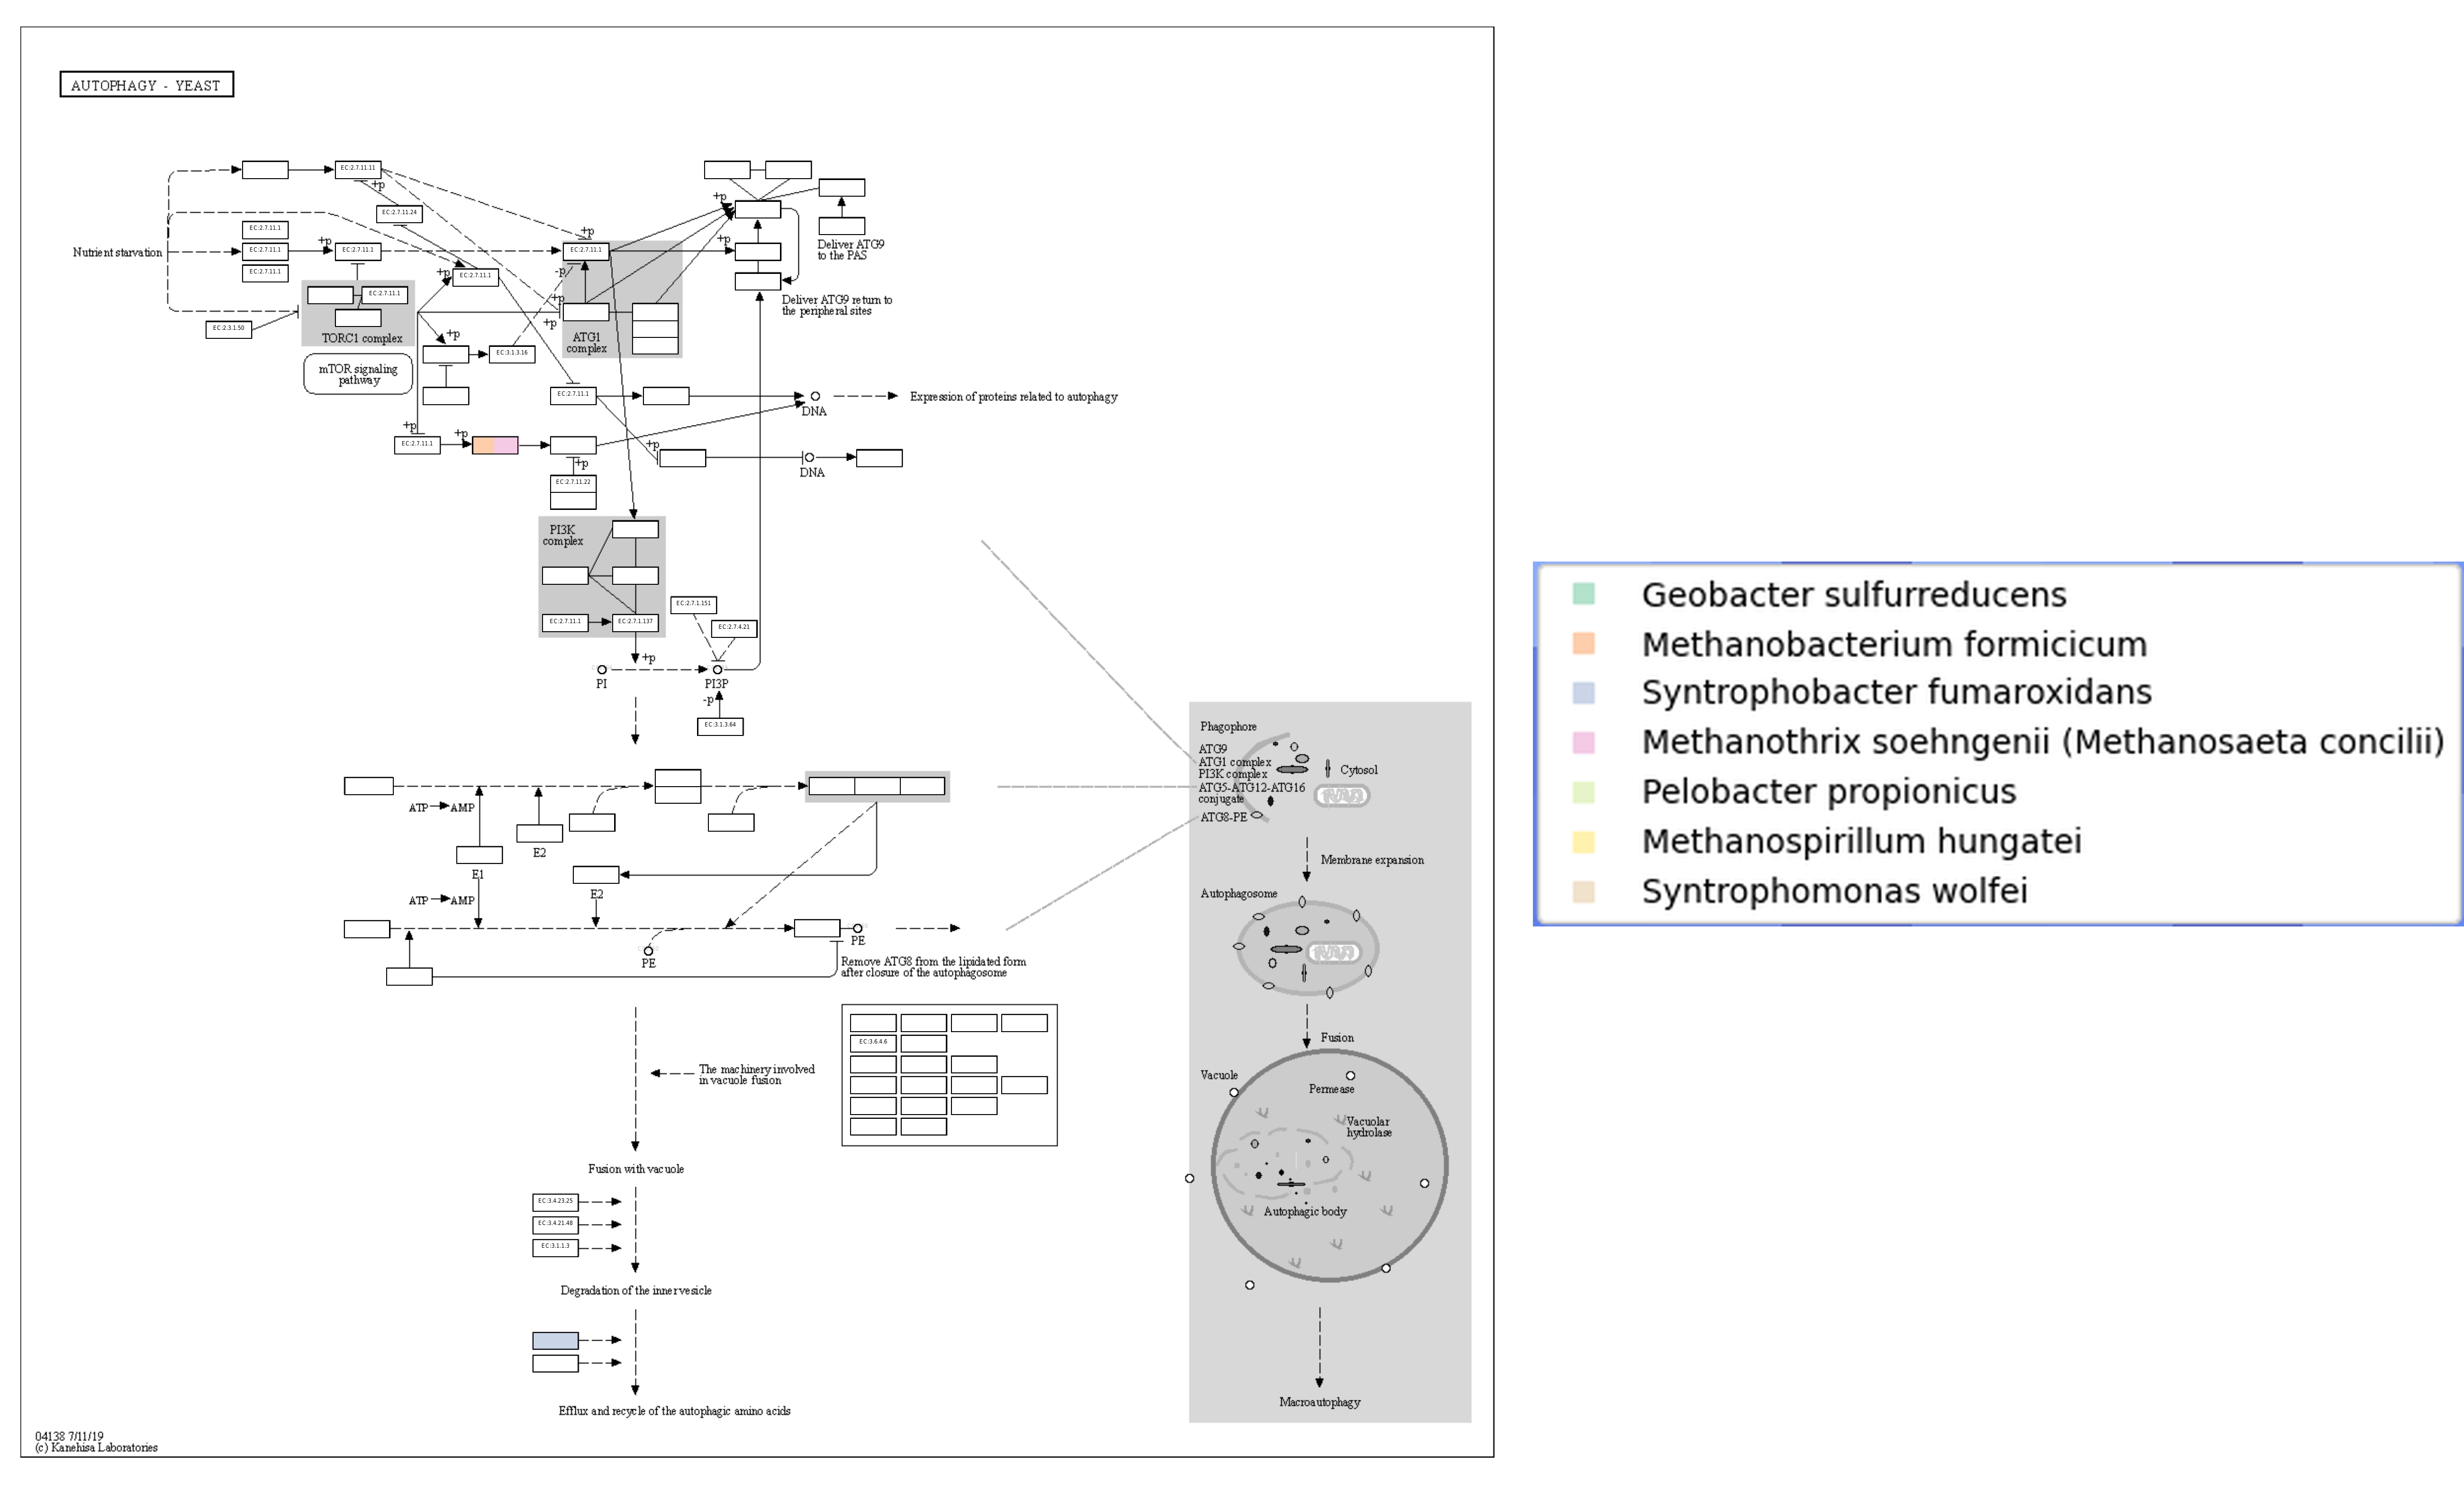 AUTOPHAGY - YEAST
EC:2.7.11.11
+p
EC:2.7.11.24
+p
EC:2.7.11.1
+p
+p
Deliver ATG9
to the PAS
Nutrient starvation
EC:2.7.11.1
+p
EC:2.7.11.1
EC:2.7.11.1
EC:2.7.11.1
+p
EC:2.7.11.1
-p
EC:2.7.11.1
+p
+p
Deliver ATG9 return to
the peripheral sites
EC:2.3.1.50
TORC1 complex
+p
EC:3.1.3.16
ATG1
complex
mTOR signaling
pathway
EC:2.7.11.1
DNA
Expression of proteins related to autophagy
+p
EC:2.7.11.1
+p
+p
+p
DNA
EC:2.7.11.22
PI3K
complex
EC:2.7.11.1
EC:2.7.1.137
EC:2.7.1.151
EC:2.7.4.21
+p
PI
PI3P
-p
EC:3.1.3.64
ATP
AMP
E2
E1
ATP
AMP
E2
PE
PE
Remove ATG8 from the lipidated form
after closure of the autophagosome
EC:3.6.4.6
The machinery involved
in vacuole fusion
Fusion with vacuole
EC:3.4.23.25
EC:3.4.21.48
EC:3.1.1.3
Degradation of the inner vesicle
Efflux and recycle of the autophagic amino acids
04138 7/11/19
(c) Kanehisa Laboratories
Phagophore
ATG9
ATG1 complex
PI3K complex
ATG5-ATG12-ATG16
conjugate
ATG8-PE
Cytosol
Membrane expansion
Autophagosome
Fusion
Vacuole
Permease
Vacuolar
hydrolase
Autophagic body
Macroautophagy
Geobacter sulfurreducens
Methanobacterium formicicum
Syntrophobacter fumaroxidans
Methanothrix soehngenii (Methanosaeta concilii)
Pelobacter propionicus
Methanospirillum hungatei
Syntrophomonas wolfei